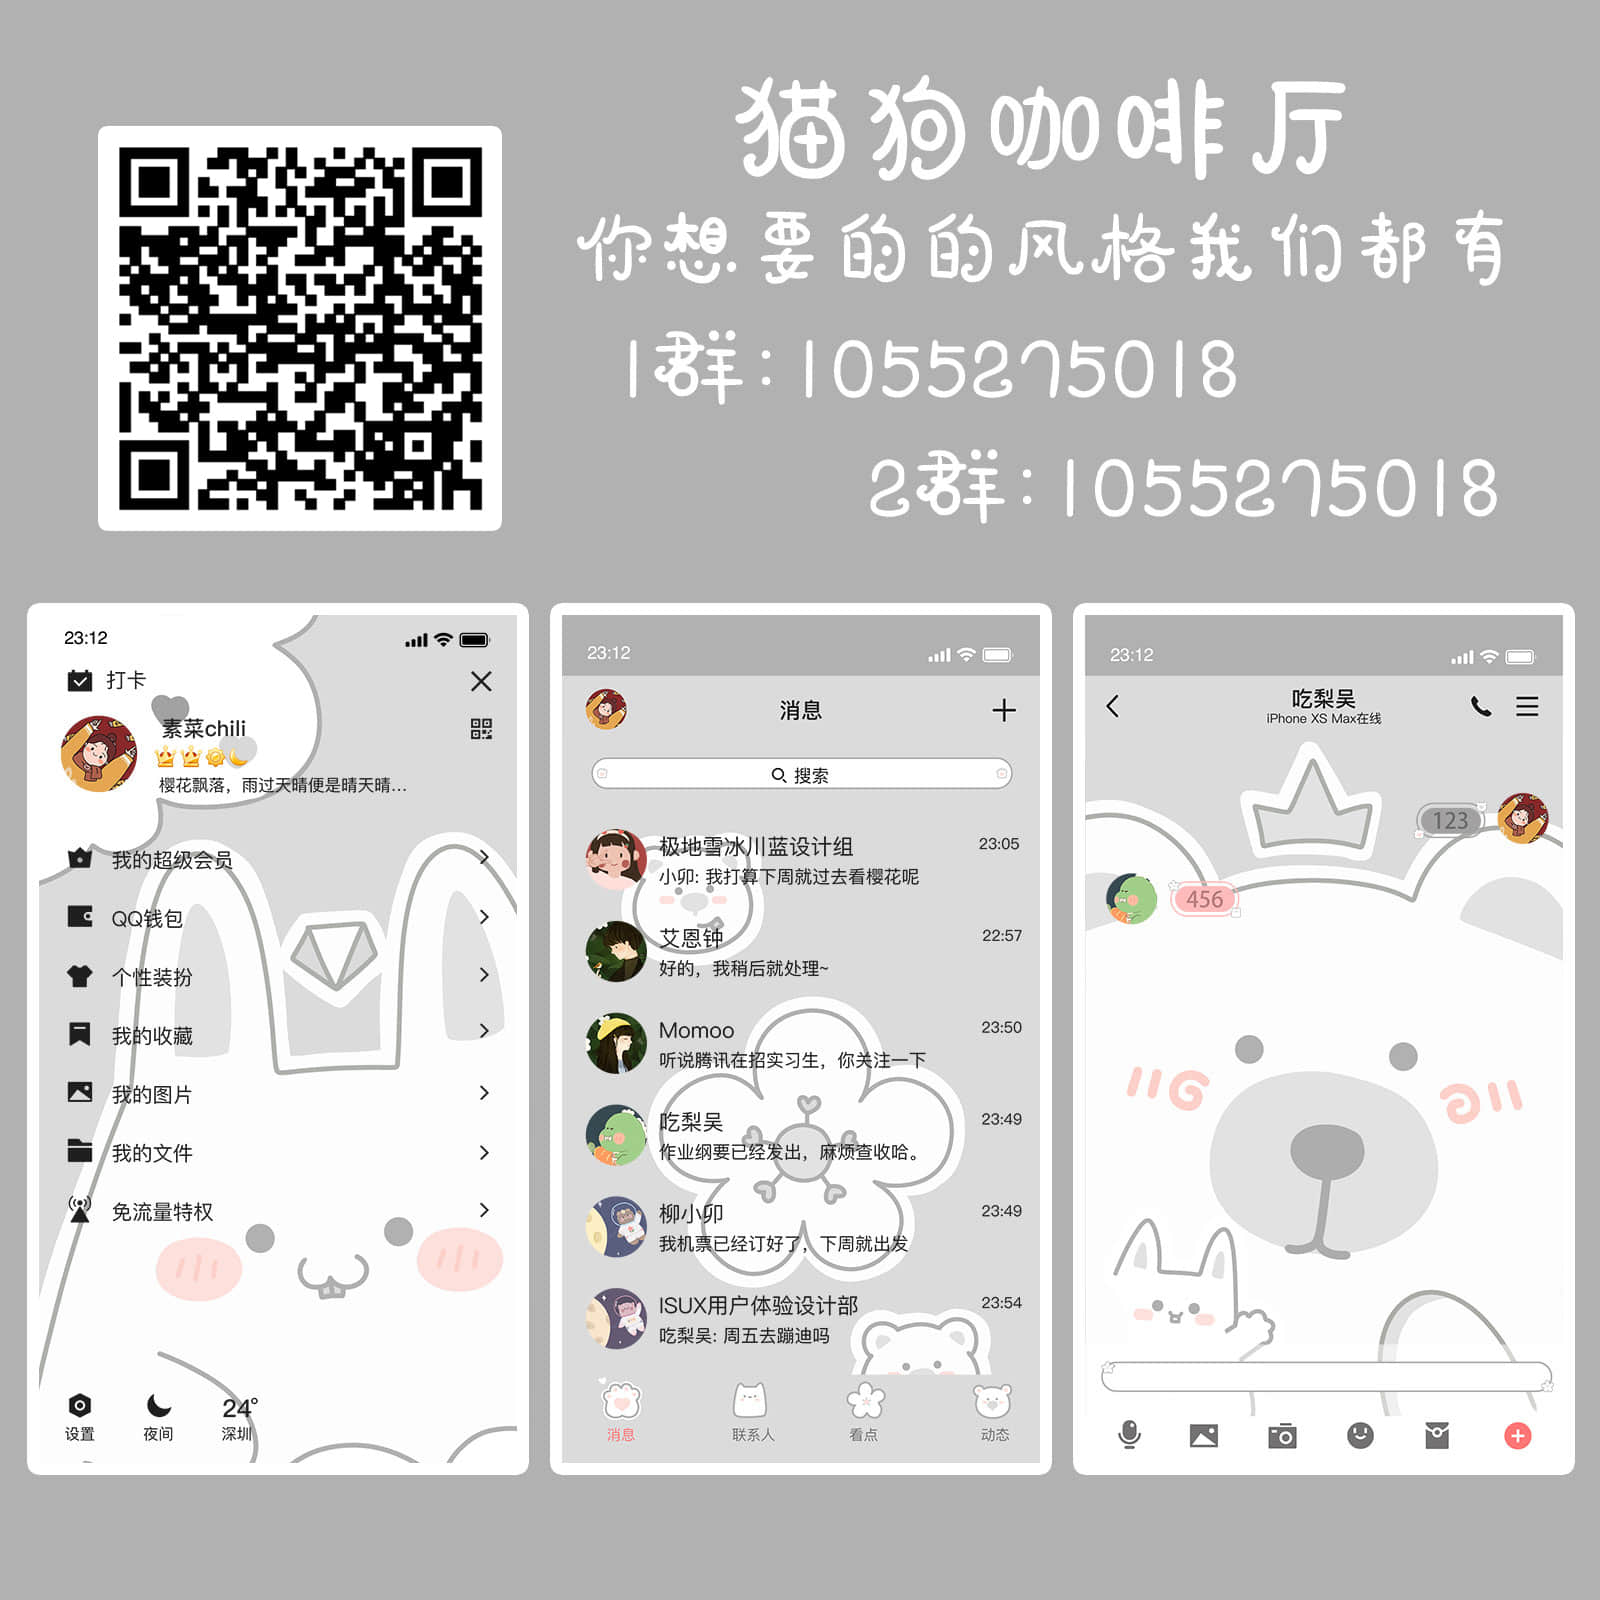 猫狗咖啡厅
你想要的的风格我们都有
1群:1055275018
2群:1055275018
23:12
打卡
素菜chili
樱花飘落，雨过天晴便是晴天晴...
我的超级会员
QQ钱包
个性装扮
我的收藏
我的图片
我的文件
免流量特权
24°
设置 夜间 深圳
23:12
消息
搜索
极地雪冰川蓝设计组 23:05
小卯: 我打算下周就过去看樱花呢
艾恩钟 22:57
好的，我稍后就处理~
Momoo 23:50
听说腾讯在招实习生，你关注一下
吃梨吴 23:49
作业纲要已经发出，麻烦查收哈。
柳小卯 23:49
我机票已经订好了，下周就出发
ISUX用户体验设计部 23:54
吃梨吴: 周五去蹦迪吗
消息 联系人 看点 动态
23:12
吃梨吴
iPhone XS Max在线
123
456